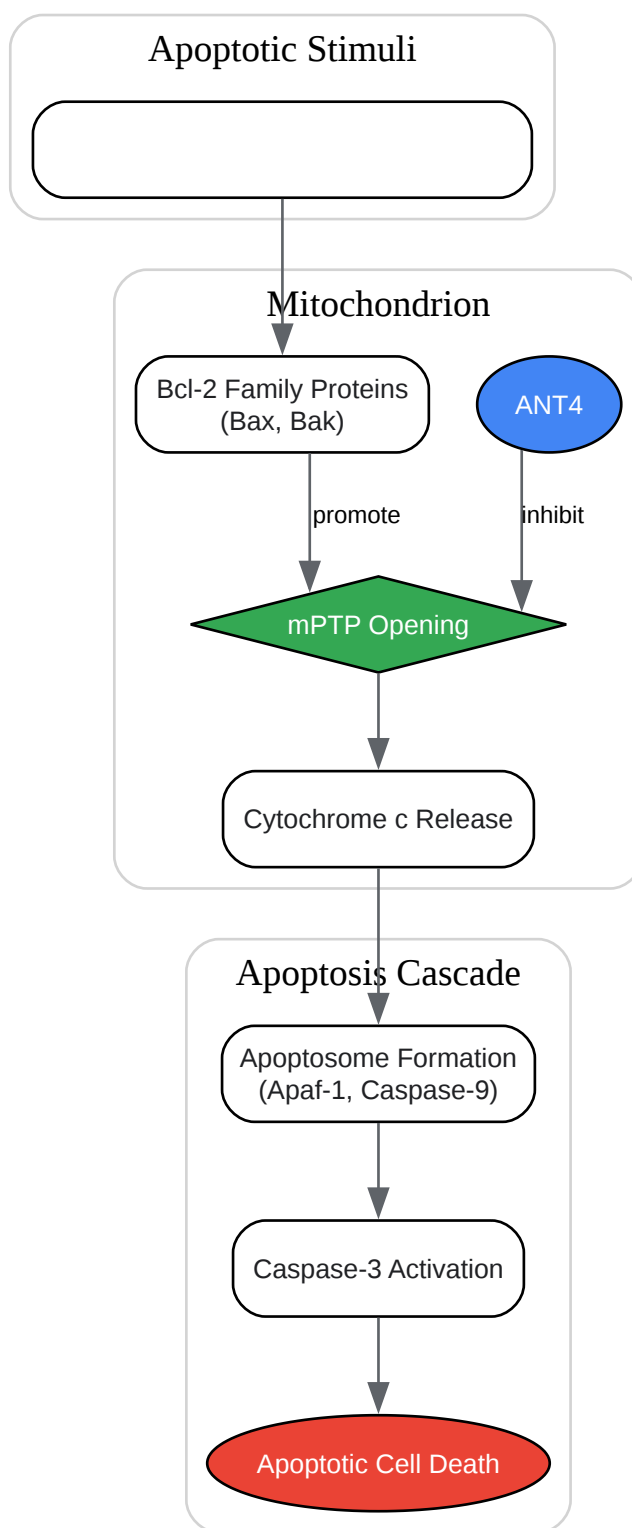 Apoptotic Stimuli
Mitochondrion
Bcl-2 Family Proteins
(Bax, Bak)
ANT4
promote
inhibit
mPTP Opening
Cytochrome c Release
Apoptosis Cascade
Apoptosome Formation
(Apaf-1, Caspase-9)
Caspase-3 Activation
Apoptotic Cell Death